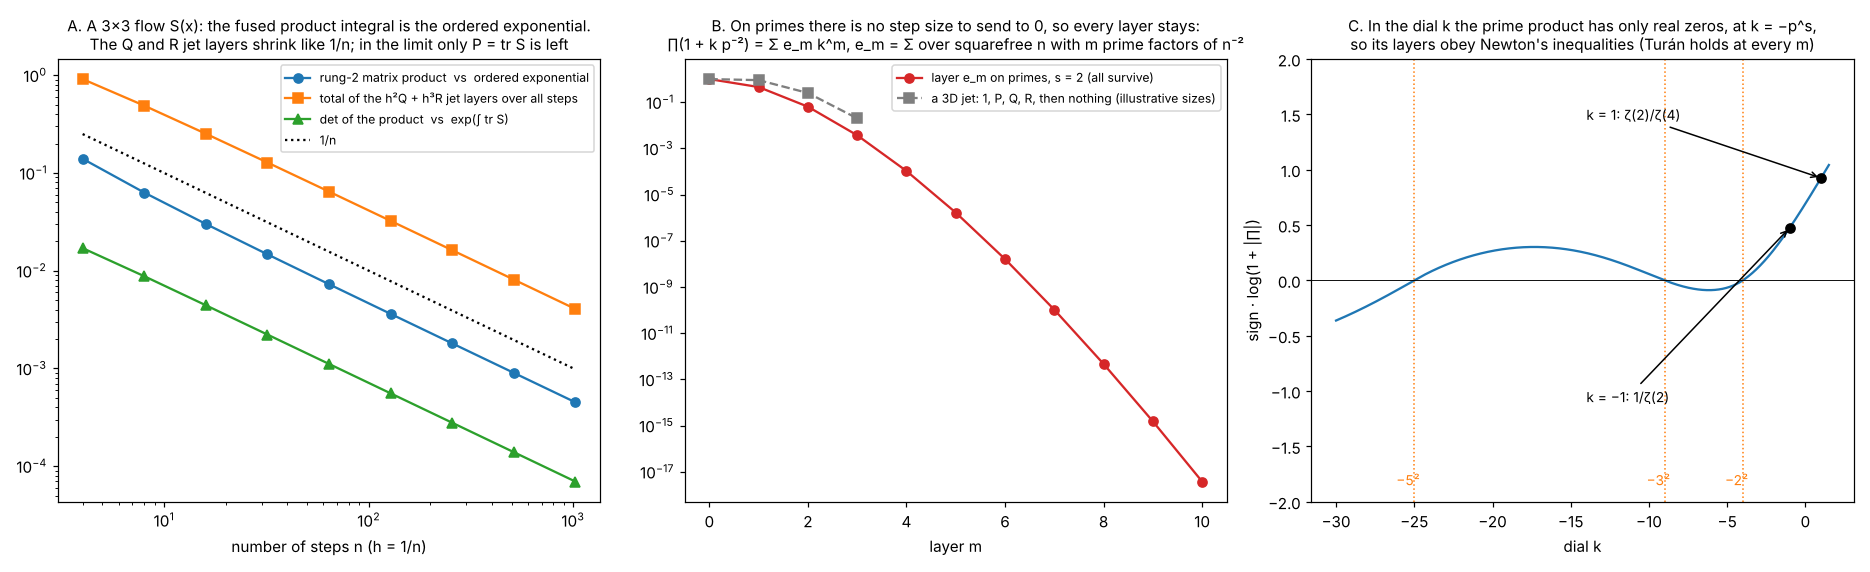 A. A 3×3 flow S(x): the fused product integral is the ordered exponential.
The Q and R jet layers shrink like 1/n; in the limit only P = tr S is left
10⁰
10⁻¹
10⁻²
10⁻³
10⁻⁴
rung-2 matrix product vs ordered exponential
total of the h²Q + h³R jet layers over all steps
det of the product vs exp(∫ tr S)
1/n
10¹
10²
10³
number of steps n (h = 1/n)
B. On primes there is no step size to send to 0, so every layer stays:
∏(1 + k p⁻²) = Σ e_m k^m, e_m = Σ over squarefree n with m prime factors of n⁻²
10⁻¹
10⁻³
10⁻⁵
10⁻⁷
10⁻⁹
10⁻¹¹
10⁻¹³
10⁻¹⁵
10⁻¹⁷
layer e_m on primes, s = 2 (all survive)
a 3D jet: 1, P, Q, R, then nothing (illustrative sizes)
0
2
4
6
8
10
layer m
C. In the dial k the prime product has only real zeros, at k = −p^s,
so its layers obey Newton's inequalities (Turán holds at every m)
sign · log(1 + |∏|)
2.0
1.5
1.0
0.5
0.0
−0.5
−1.0
−1.5
−2.0
k = 1: ζ(2)/ζ(4)
k = −1: 1/ζ(2)
−5²
−3²
−2²
−30
−25
−20
−15
−10
−5
0
dial k